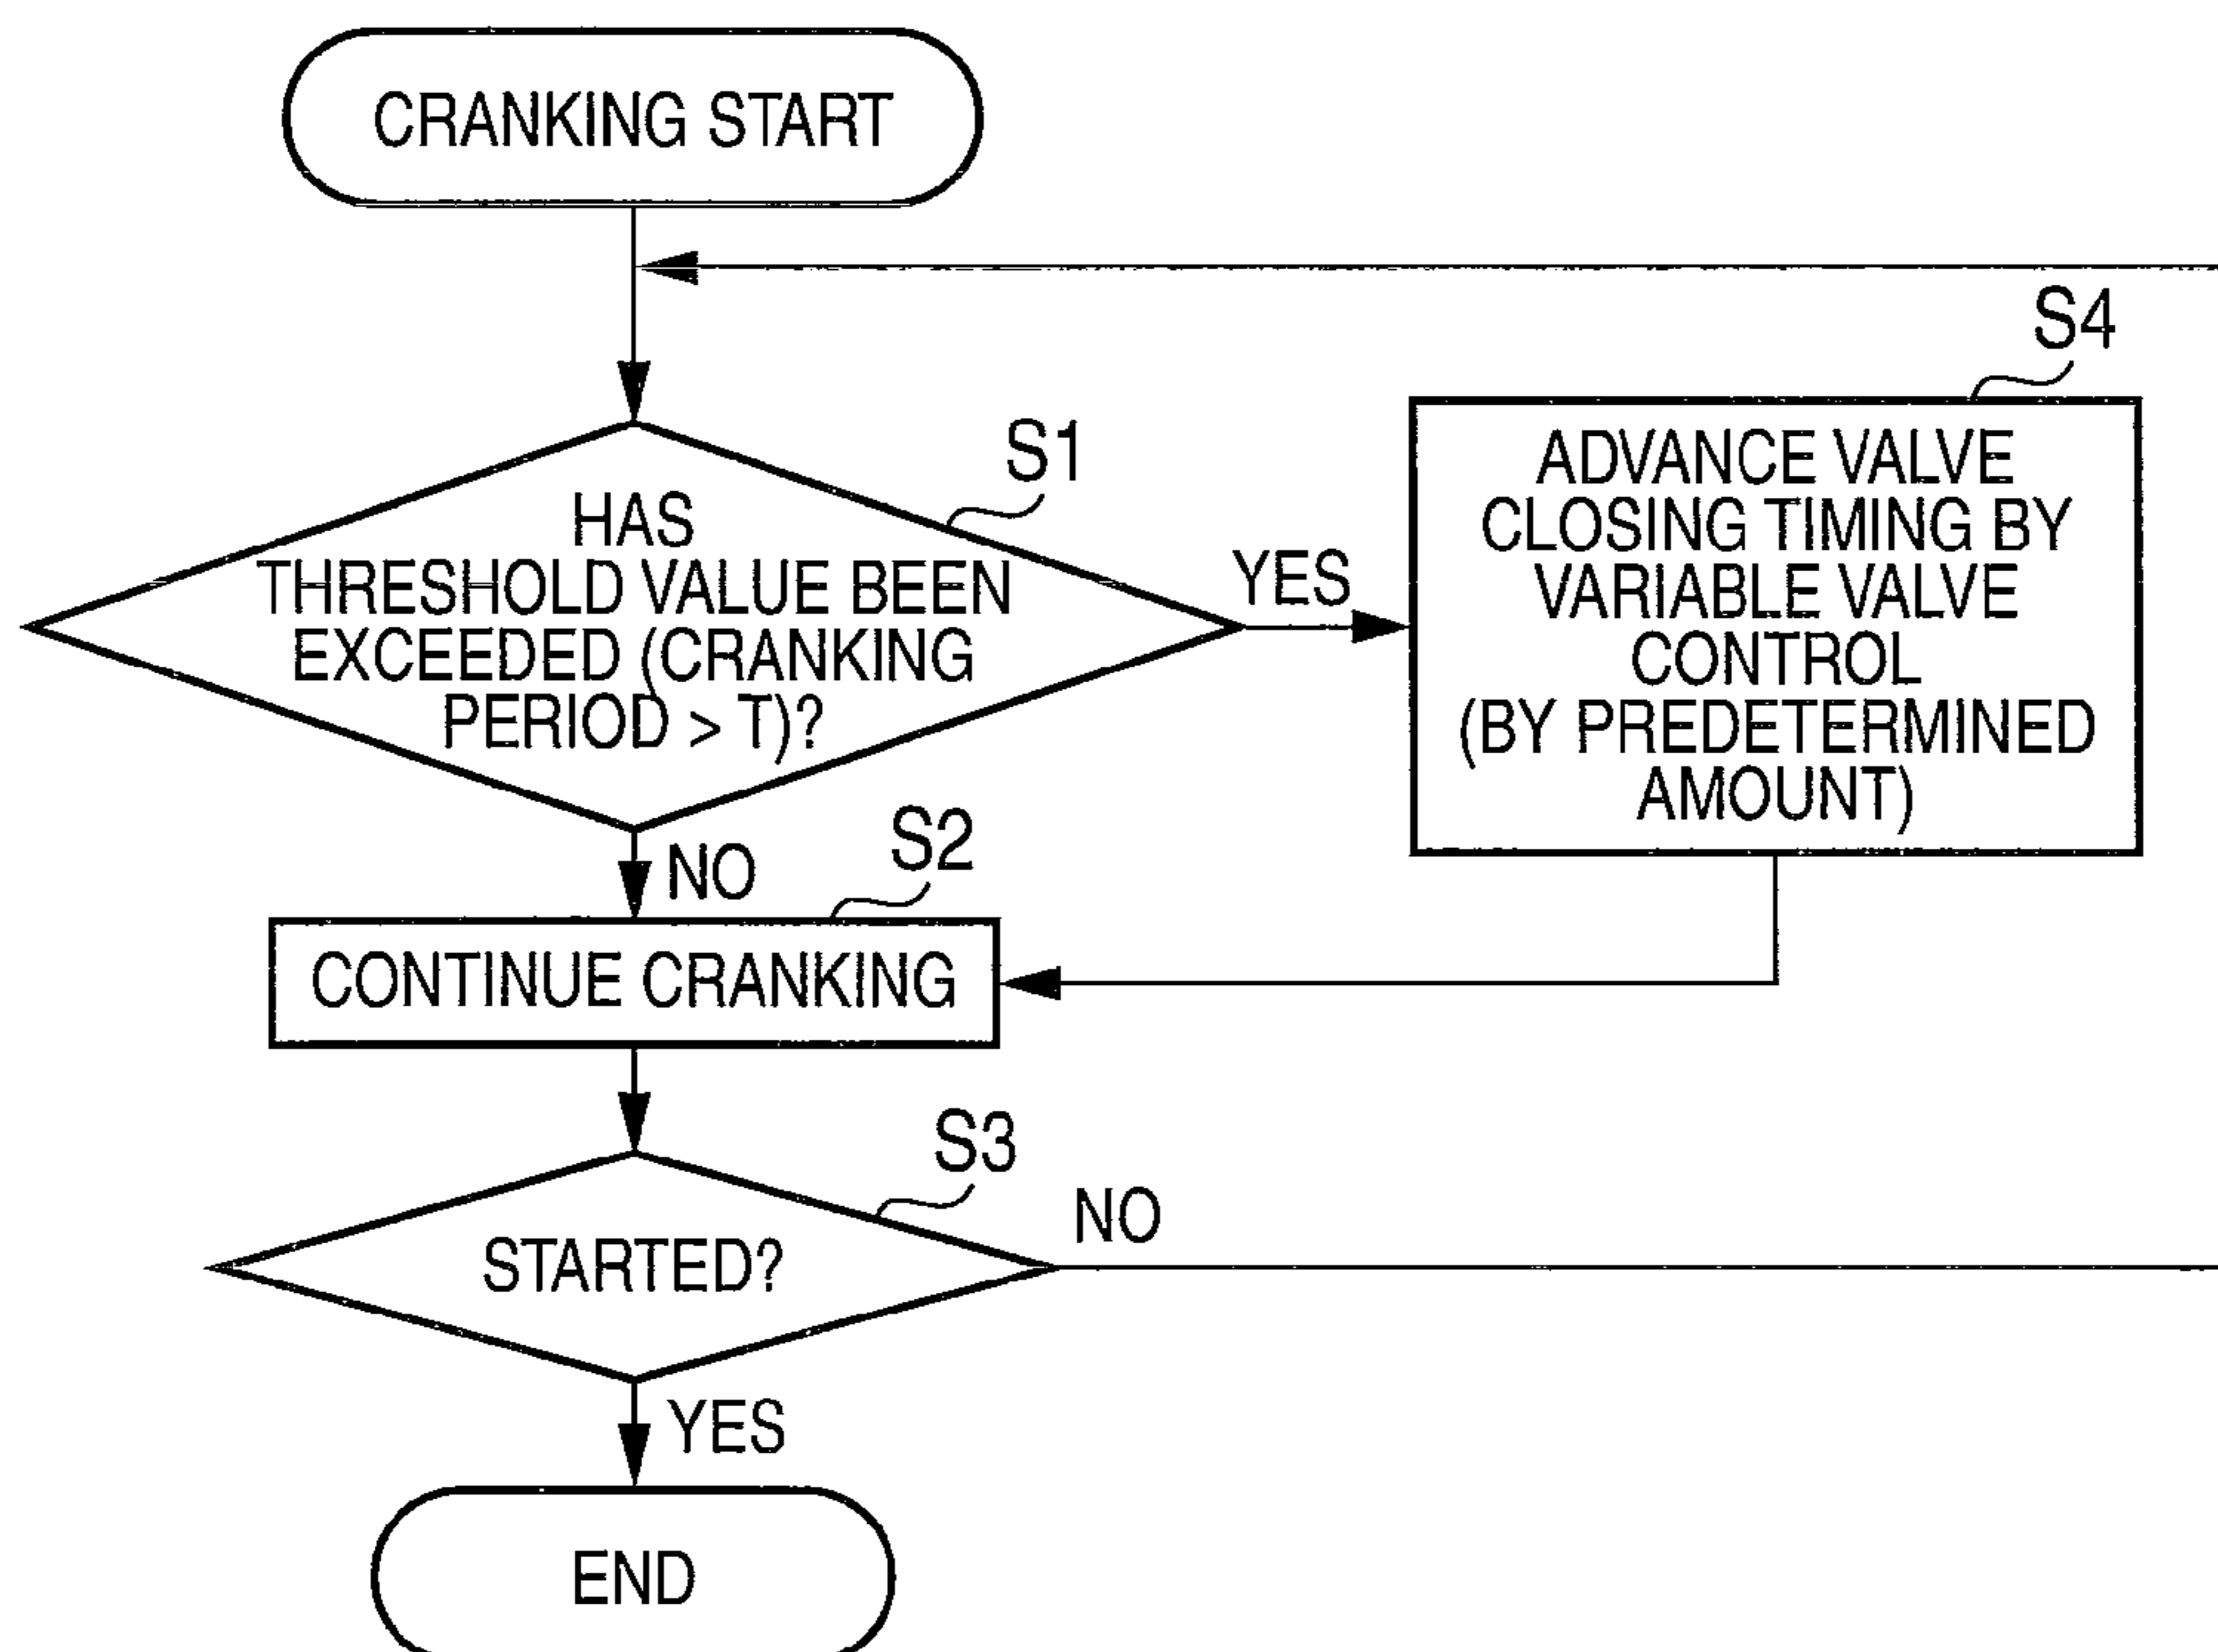 CRANKING START
S4
S1
HAS
THRESHOLD VALUE BEEN
EXCEEDED (CRANKING
PERIOD > T)?
YES
ADVANCE VALVE
CLOSING TIMING BY
VARIABLE VALVE
CONTROL
(BY PREDETERMINED
AMOUNT)
NO
S2
CONTINUE CRANKING
S3
STARTED?
NO
YES
END